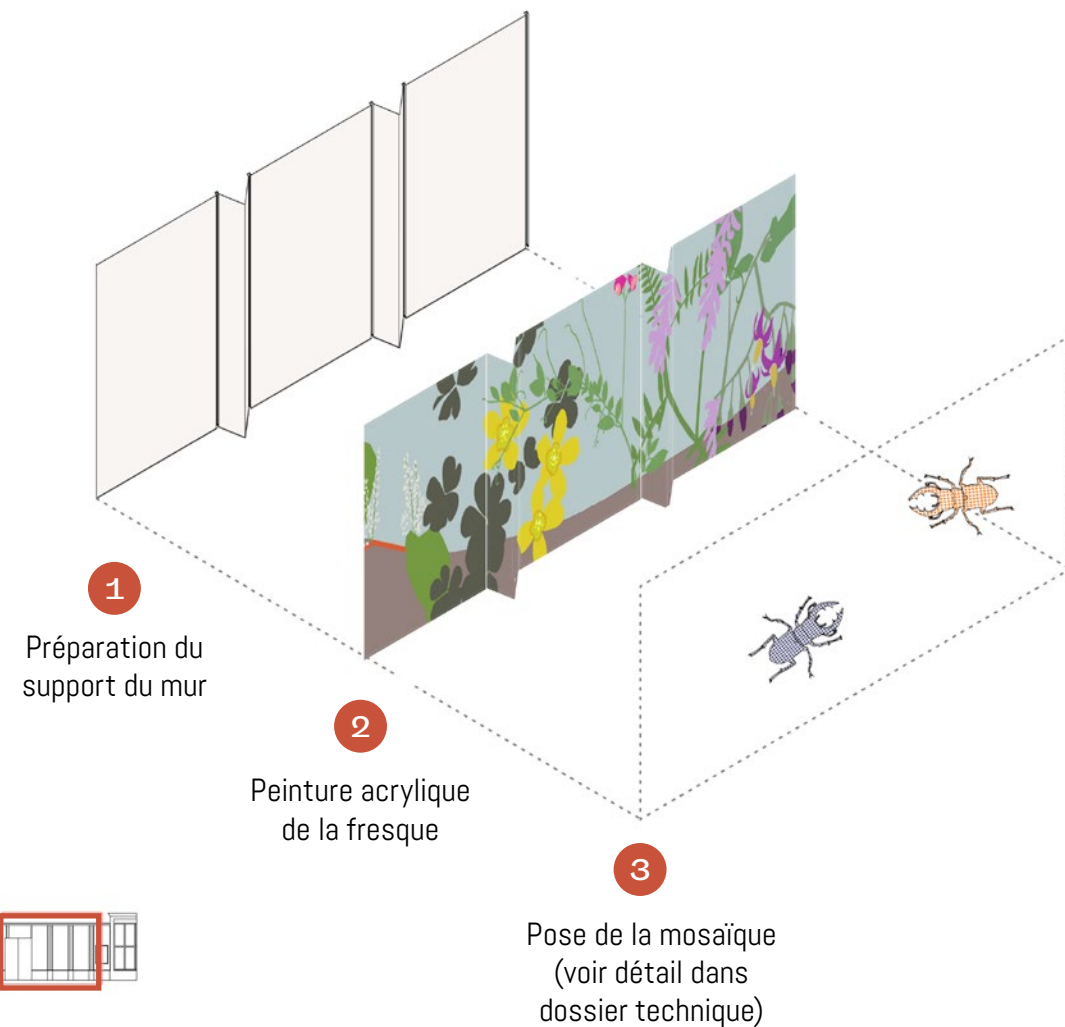 1
Préparation du
support du mur
2
Peinture acrylique
de la fresque
3
Pose de la mosaïque
(voir détail dans
dossier technique)